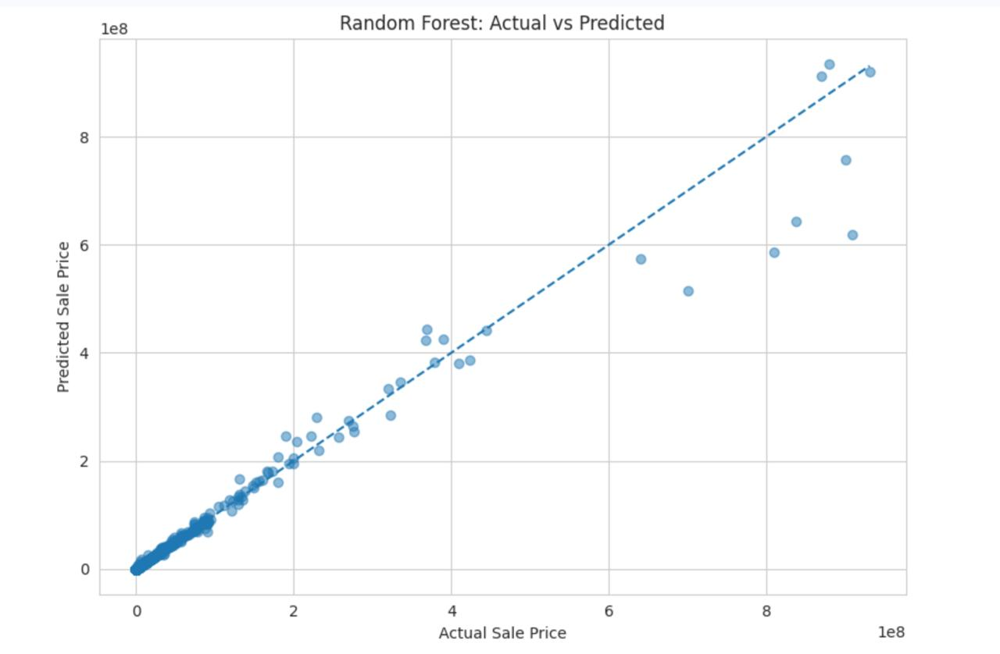 Random Forest: Actual vs Predicted
1e8
8
6
4
2
0
Predicted Sale Price
0 2 4 6 8
Actual Sale Price
1e8